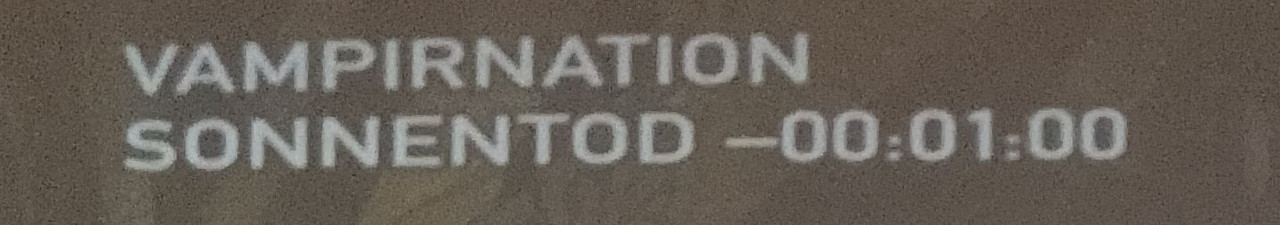 VAMPIRNATION
SONNENTOD –00:01:00